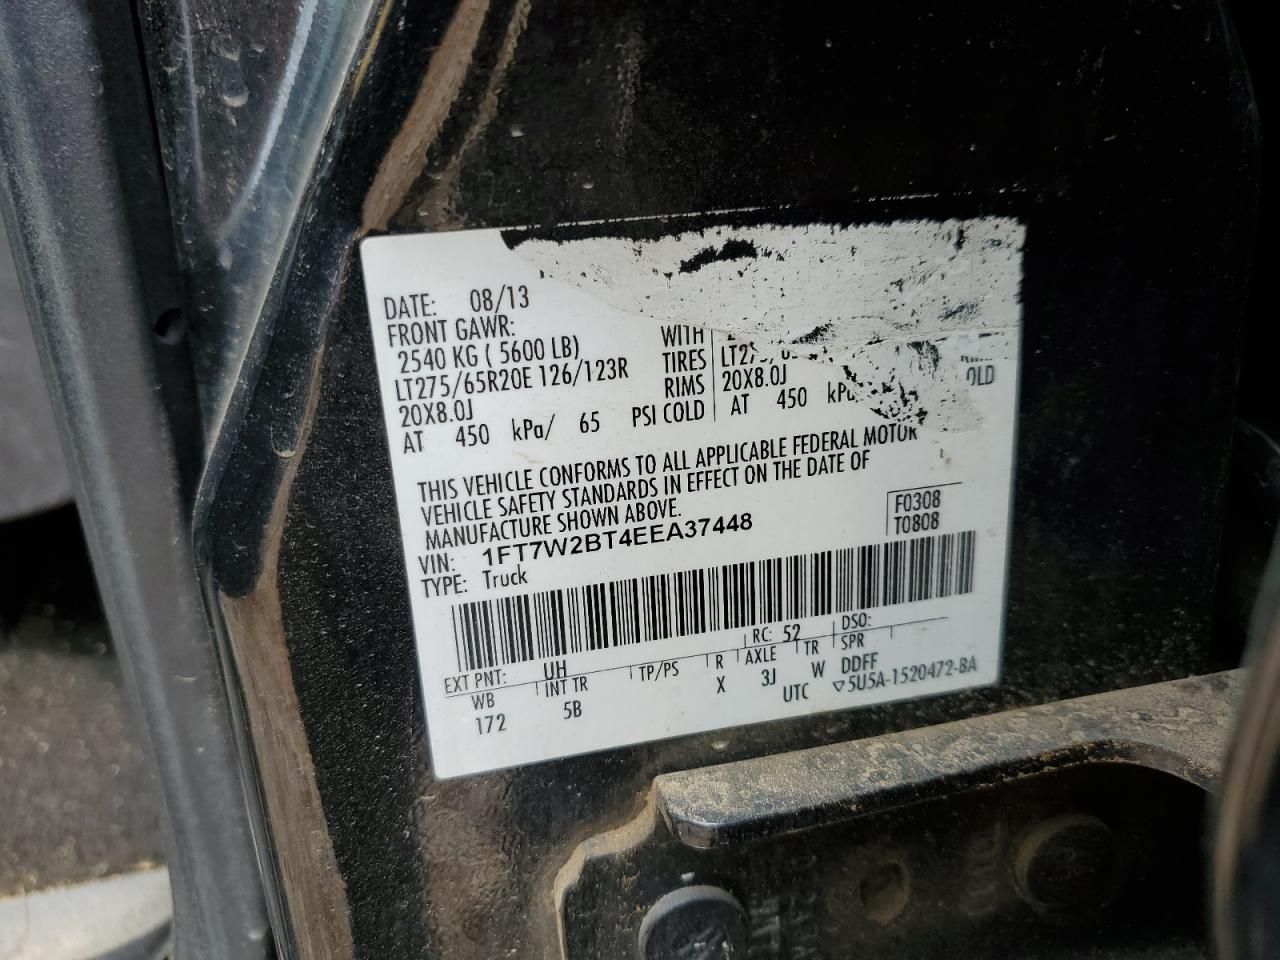 DATE: 08/13
FRONT GAWR:
2540 KG ( 5600 LB)
LT275/65R20E 126/123R
20X8.0J
AT 450 kPa/ 65 PSI COLD
WITH
TIRES
RIMS
20X8.0J
AT 450
THIS VEHICLE CONFORMS TO ALL APPLICABLE FEDERAL MOTOR
VEHICLE SAFETY STANDARDS IN EFFECT ON THE DATE OF
MANUFACTURE SHOWN ABOVE.
VIN: 1FT7W2BT4EEA37448
TYPE: Truck
F0308
T0808
EXT PNT: UH RC: 52 DSO:
WB INT TR TP/PS R AXLE TR SPR
172 5B X 3J W DDFF
UTC ▽5U5A-1520472-BA